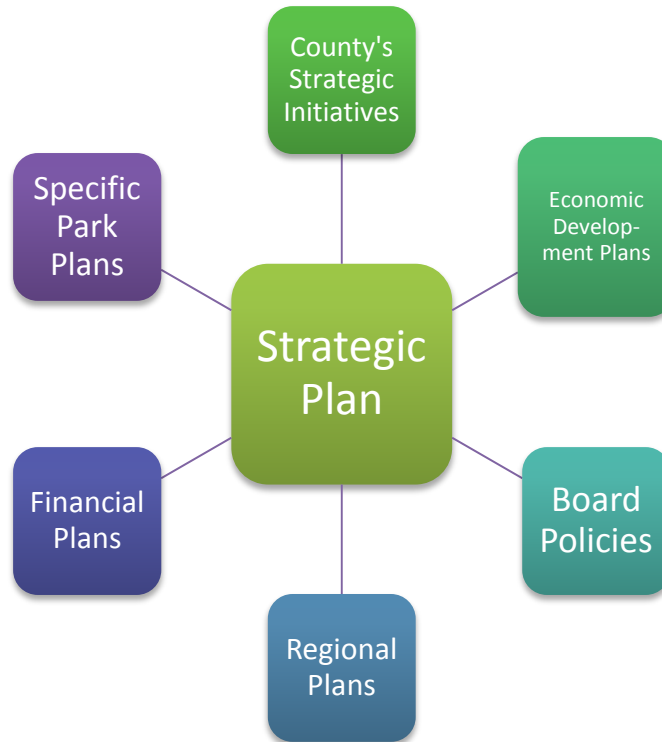 County's
Strategic
Initiatives
Economic
Develop-
ment Plans
Board
Policies
Regional
Plans
Financial
Plans
Specific
Park
Plans
Strategic
Plan